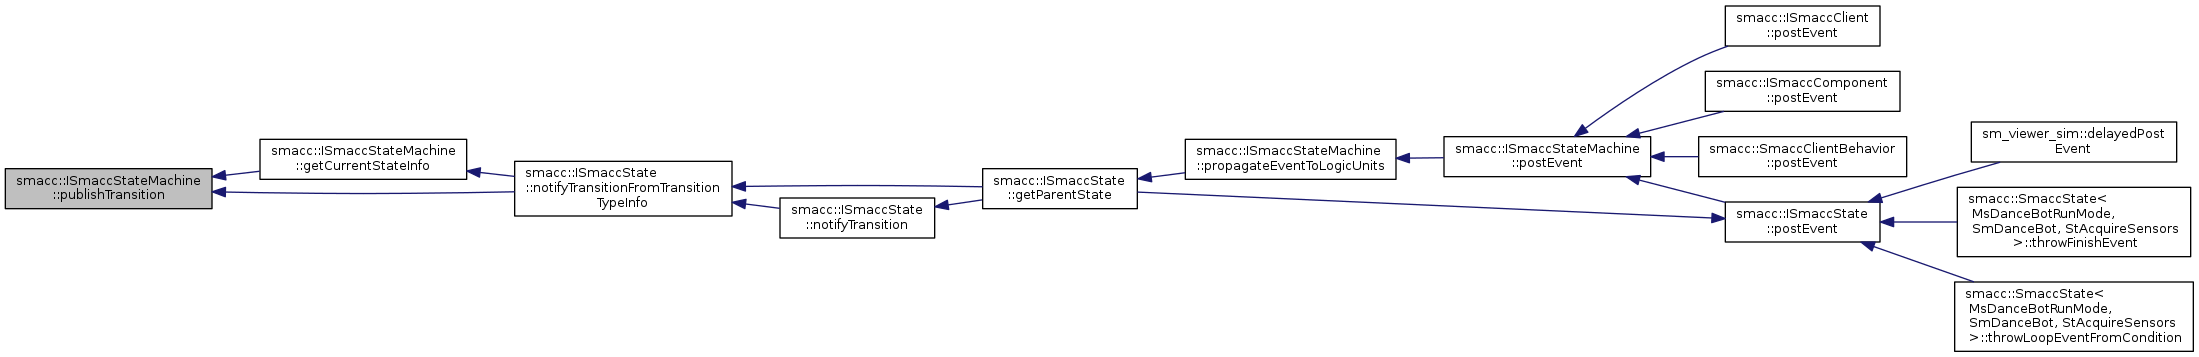 smacc::ISmaccStateMachine
::publishTransition
smacc::ISmaccStateMachine
::getCurrentStateInfo
smacc::ISmaccState
::notifyTransitionFromTransition
TypeInfo
smacc::ISmaccState
::notifyTransition
smacc::ISmaccState
::getParentState
smacc::ISmaccStateMachine
::propagateEventToLogicUnits
smacc::ISmaccStateMachine
::postEvent
smacc::ISmaccClient
::postEvent
smacc::ISmaccComponent
::postEvent
smacc::SmaccClientBehavior
::postEvent
smacc::ISmaccState
::postEvent
sm_viewer_sim::delayedPost
Event
smacc::SmaccState<
MsDanceBotRunMode,
SmDanceBot, StAcquireSensors
>::throwFinishEvent
smacc::SmaccState<
MsDanceBotRunMode,
SmDanceBot, StAcquireSensors
>::throwLoopEventFromCondition